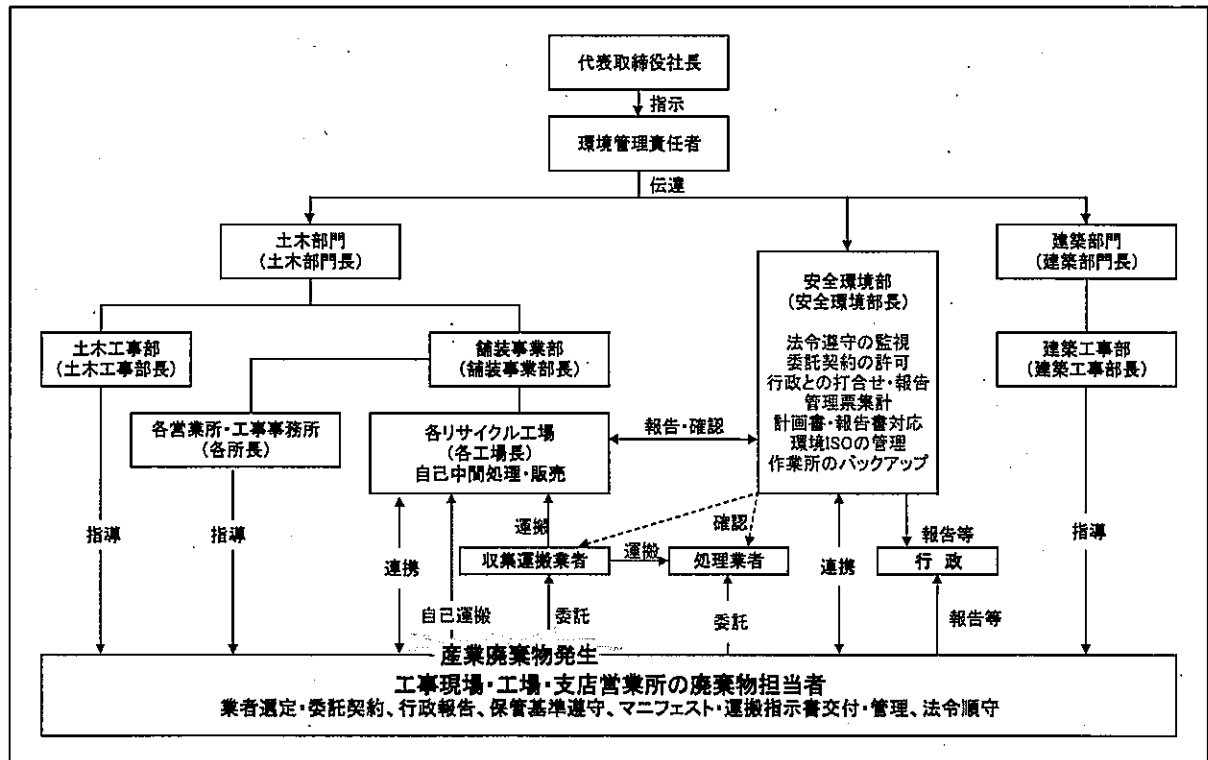 代表取締役社長
指示
環境管理責任者
伝達
土木部門
(土木部門長)
建築部門
(建築部門長)
安全環境部
(安全環境部長)
法令遵守の監視
委託契約の許可
行政との打合せ・報告
管理票集計
計画書・報告書対応
環境ISOの管理
作業所のバックアップ
土木工事部
(土木工事部長)
舗装事業部
(舗装事業部長)
建築工事部
(建築工事部長)
各営業所・工事事務所
(各所長)
各リサイクル工場
(各工場長)
自己中間処理・販売
報告・確認
指導
指導
運搬
確認
報告等
指導
連携
収集運搬業者
運搬
処理業者
連携
行政
自己運搬
委託
委託
報告等
産業廃棄物発生
工事現場・工場・支店営業所の廃棄物担当者
業者選定・委託契約、行政報告、保管基準遵守、マニフェスト・運搬指示書交付・管理、法令順守